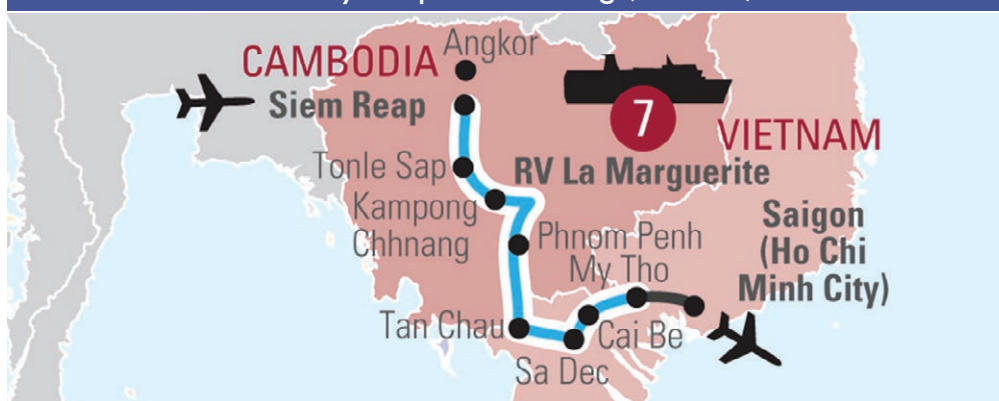 Angkor
CAMBODIA
Siem Reap
7
VIETNAM
Tonle Sap
RV La Marguerite
Kampong
Chhnang
Saigon
(Ho Chi
Minh City)
Phnom Penh
My Tho
Tan Chau
Cai Be
Sa Dec